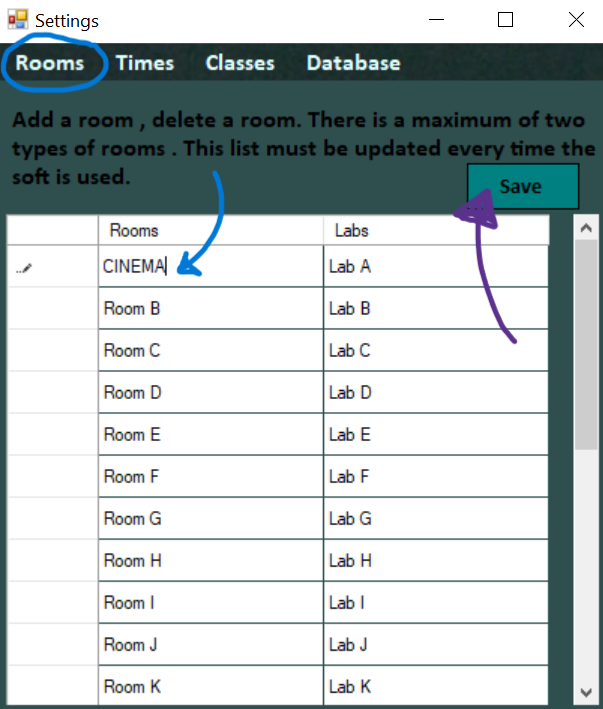 Settings
Rooms Times Classes Database
Add a room , delete a room. There is a maximum of two
types of rooms . This list must be updated every time the
soft is used.
Save
Rooms Labs
CINEMA Lab A
Room B Lab B
Room C Lab C
Room D Lab D
Room E Lab E
Room F Lab F
Room G Lab G
Room H Lab H
Room I Lab I
Room J Lab J
Room K Lab K